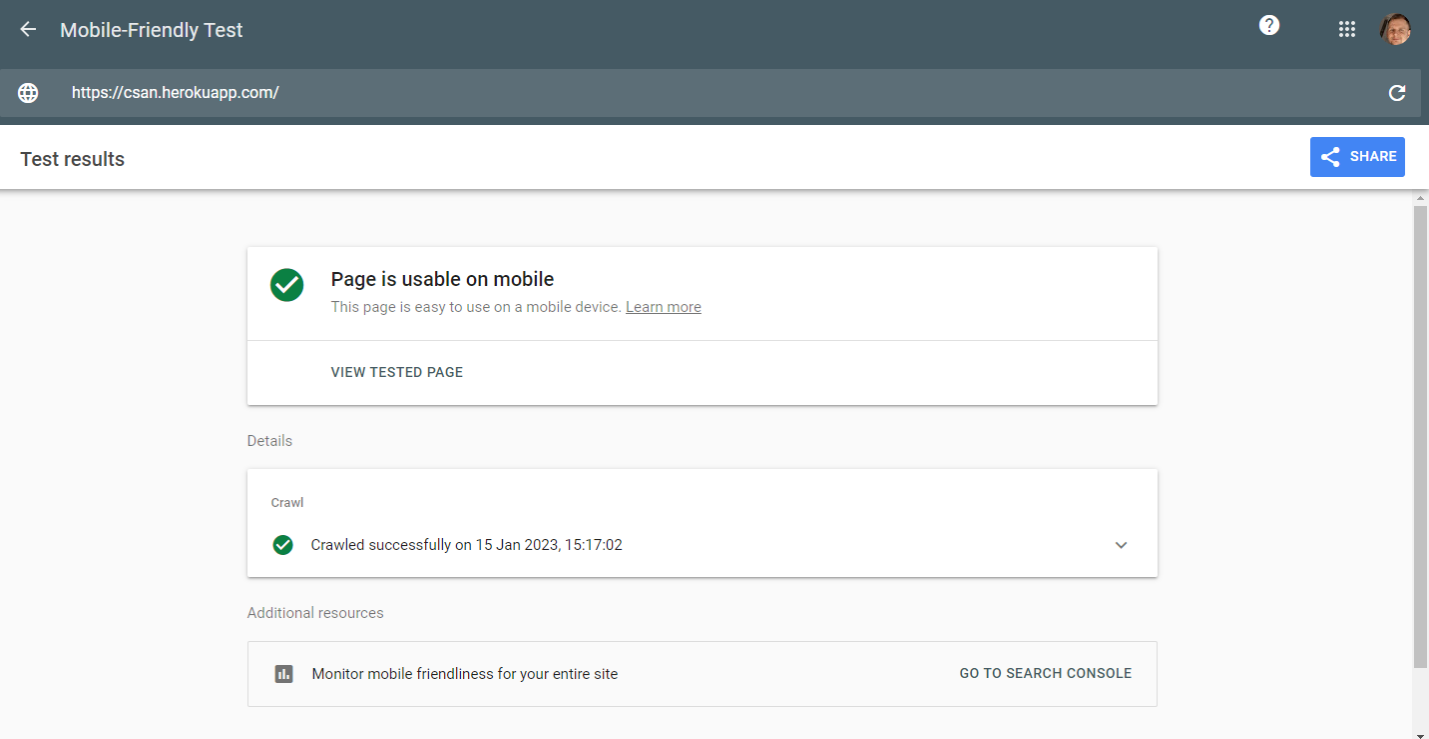 Mobile-Friendly Test
?
https://csan.herokuapp.com/
Test results
SHARE
Page is usable on mobile
This page is easy to use on a mobile device. Learn more
VIEW TESTED PAGE
Details
Crawl
Crawled successfully on 15 Jan 2023, 15:17:02
Additional resources
Monitor mobile friendliness for your entire site
GO TO SEARCH CONSOLE